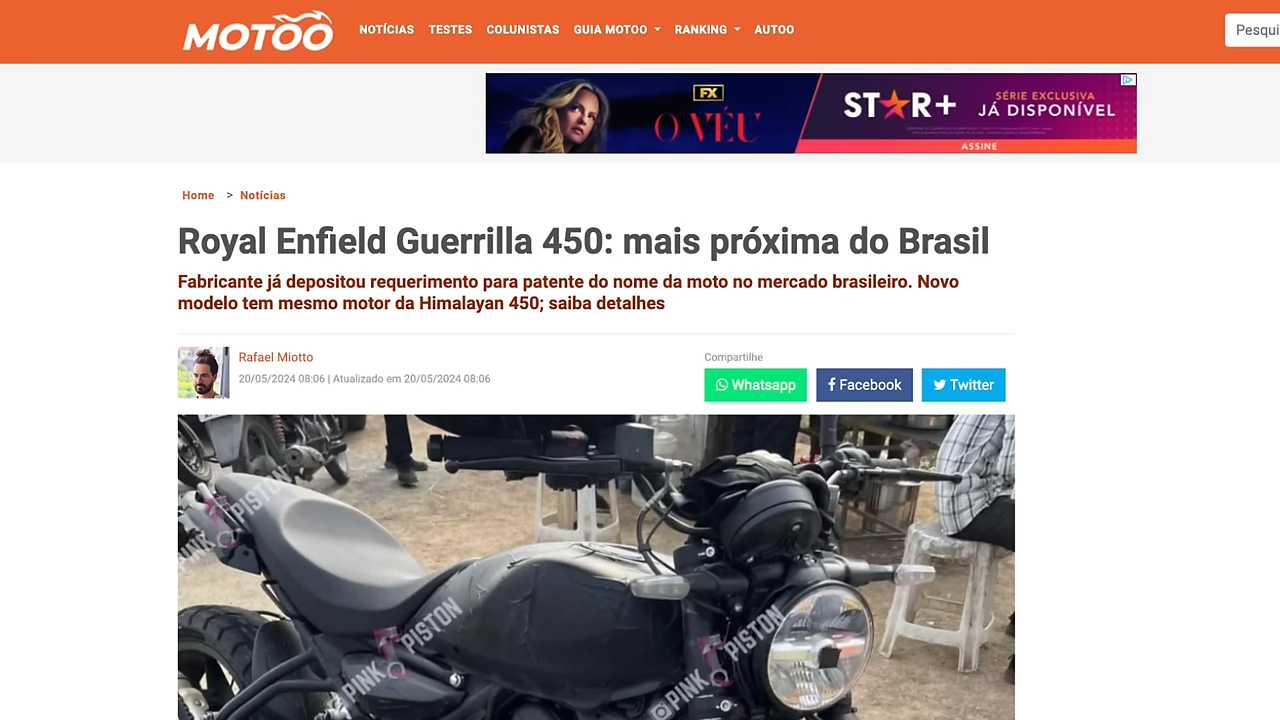 MOTOO
NOTÍCIAS TESTES COLUNISTAS GUIA MOTOO RANKING AUTOO
Pesqui
FX
O VÉU
STAR+
SÉRIE EXCLUSIVA
JÁ DISPONÍVEL
ASSINE
Home > Notícias
Royal Enfield Guerrilla 450: mais próxima do Brasil
Fabricante já depositou requerimento para patente do nome da moto no mercado brasileiro. Novo
modelo tem mesmo motor da Himalayan 450; saiba detalhes
Rafael Miotto
20/05/2024 08:06 | Atualizado em 20/05/2024 08:06
Compartilhe
Whatsapp Facebook Twitter
PINK PISTON
PINK PISTON
PINK PISTON